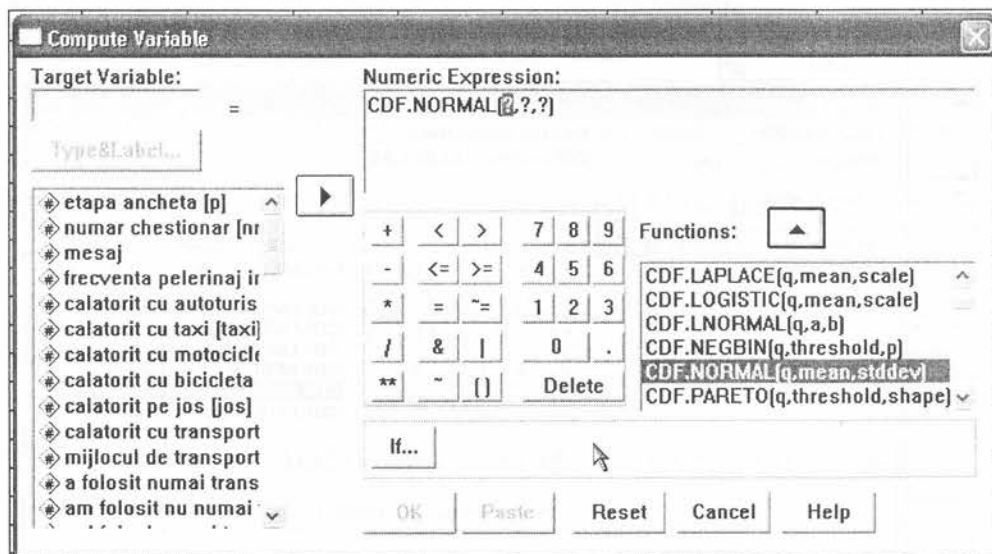 Compute Variable
Target Variable:
=
Type&Label...
etapa ancheta [p]
numar chestionar [nr
mesaj
frecventa pelerinaj in
calatorit cu autoturis
calatorit cu taxi [taxi]
calatorit cu motocicle
calatorit cu bicicleta
calatorit pe jos [jos]
calatorit cu transport
mijlocul de transport
a folosit numai trans
am folosit nu numai
Numeric Expression:
CDF.NORMAL(?,?,?)
+ < > 7 8 9
- <= >= 4 5 6
* = ~= 1 2 3
/ & | 0 .
** ~ () Delete
Functions:
CDF.LAPLACE(q,mean,scale)
CDF.LOGISTIC(q,mean,scale)
CDF.LNORMAL(q,a,b)
CDF.NEGBIN(q,threshold,p)
CDF.NORMAL(q,mean,stddev)
CDF.PARETO(q,threshold,shape)
If...
OK Paste Reset Cancel Help